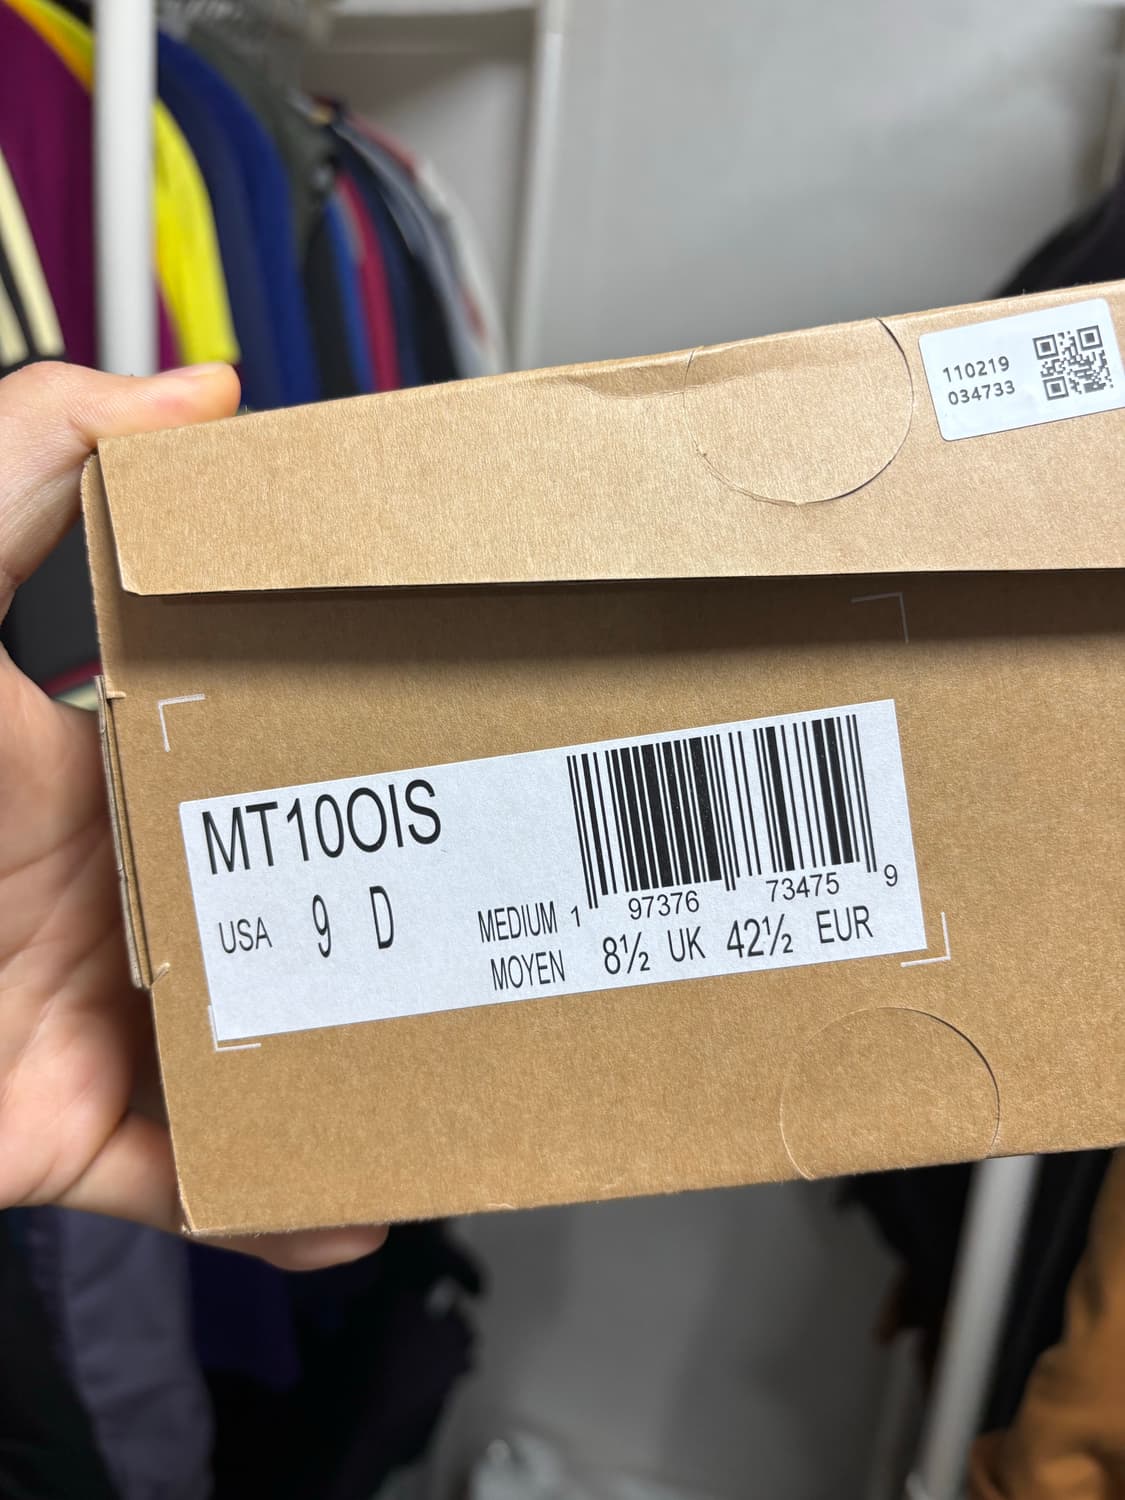 110219
034733
MT10OIS
USA 9 D
MEDIUM
MOYEN
1 97376 73475 9
8½ UK 42½ EUR